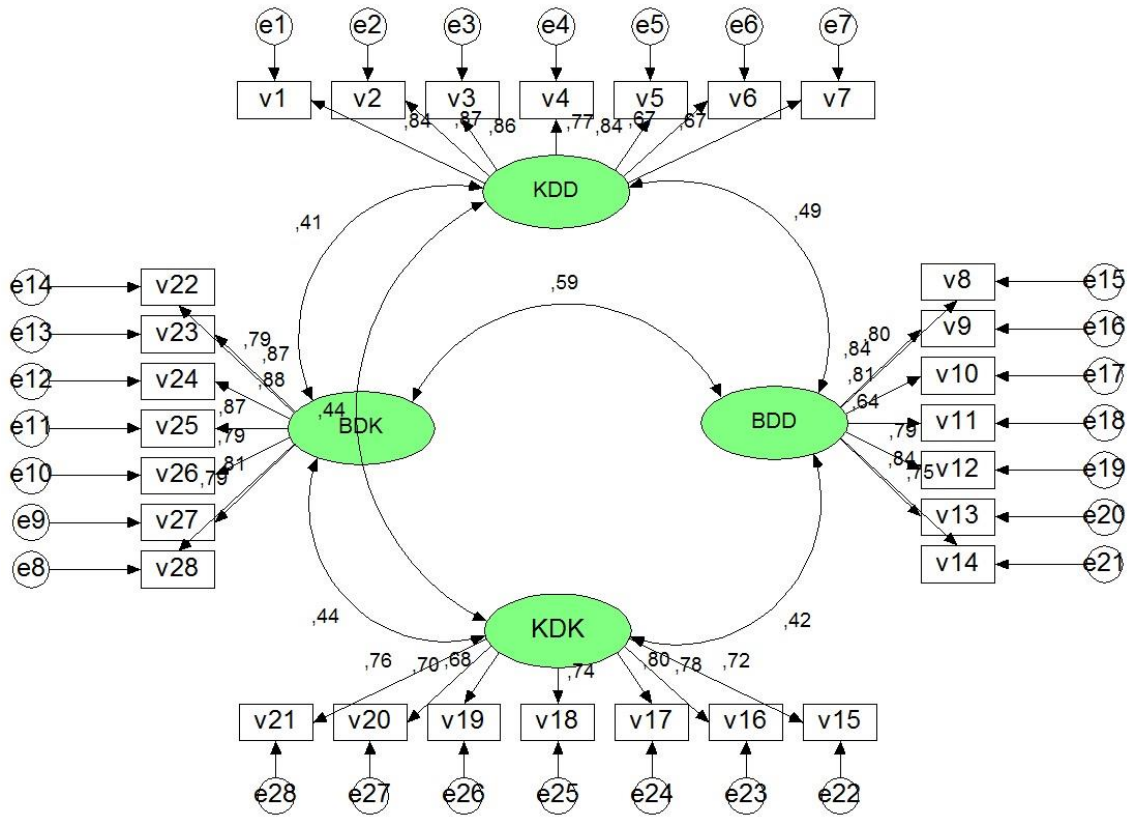 e1 e2 e3 e4 e5 e6 e7
v1 v2 v3 v4 v5 v6 v7
,84 ,87 ,86 ,77 ,84 ,67 ,67
KDD
,41 ,49
,59
e14 v22
e13 v23
e12 v24
e11 v25
e10 v26
e9 v27
e8 v28
,79
,87
,88
,87
,79
,81
,79
,44
BDK
BDD
,80
,84
,81
,64
,79
,84
,75
v8 e15
v9 e16
v10 e17
v11 e18
v12 e19
v13 e20
v14 e21
,44 ,42
KDK
,76 ,70 ,68 ,74 ,80 ,78 ,72
v21 v20 v19 v18 v17 v16 v15
e28 e27 e26 e25 e24 e23 e22